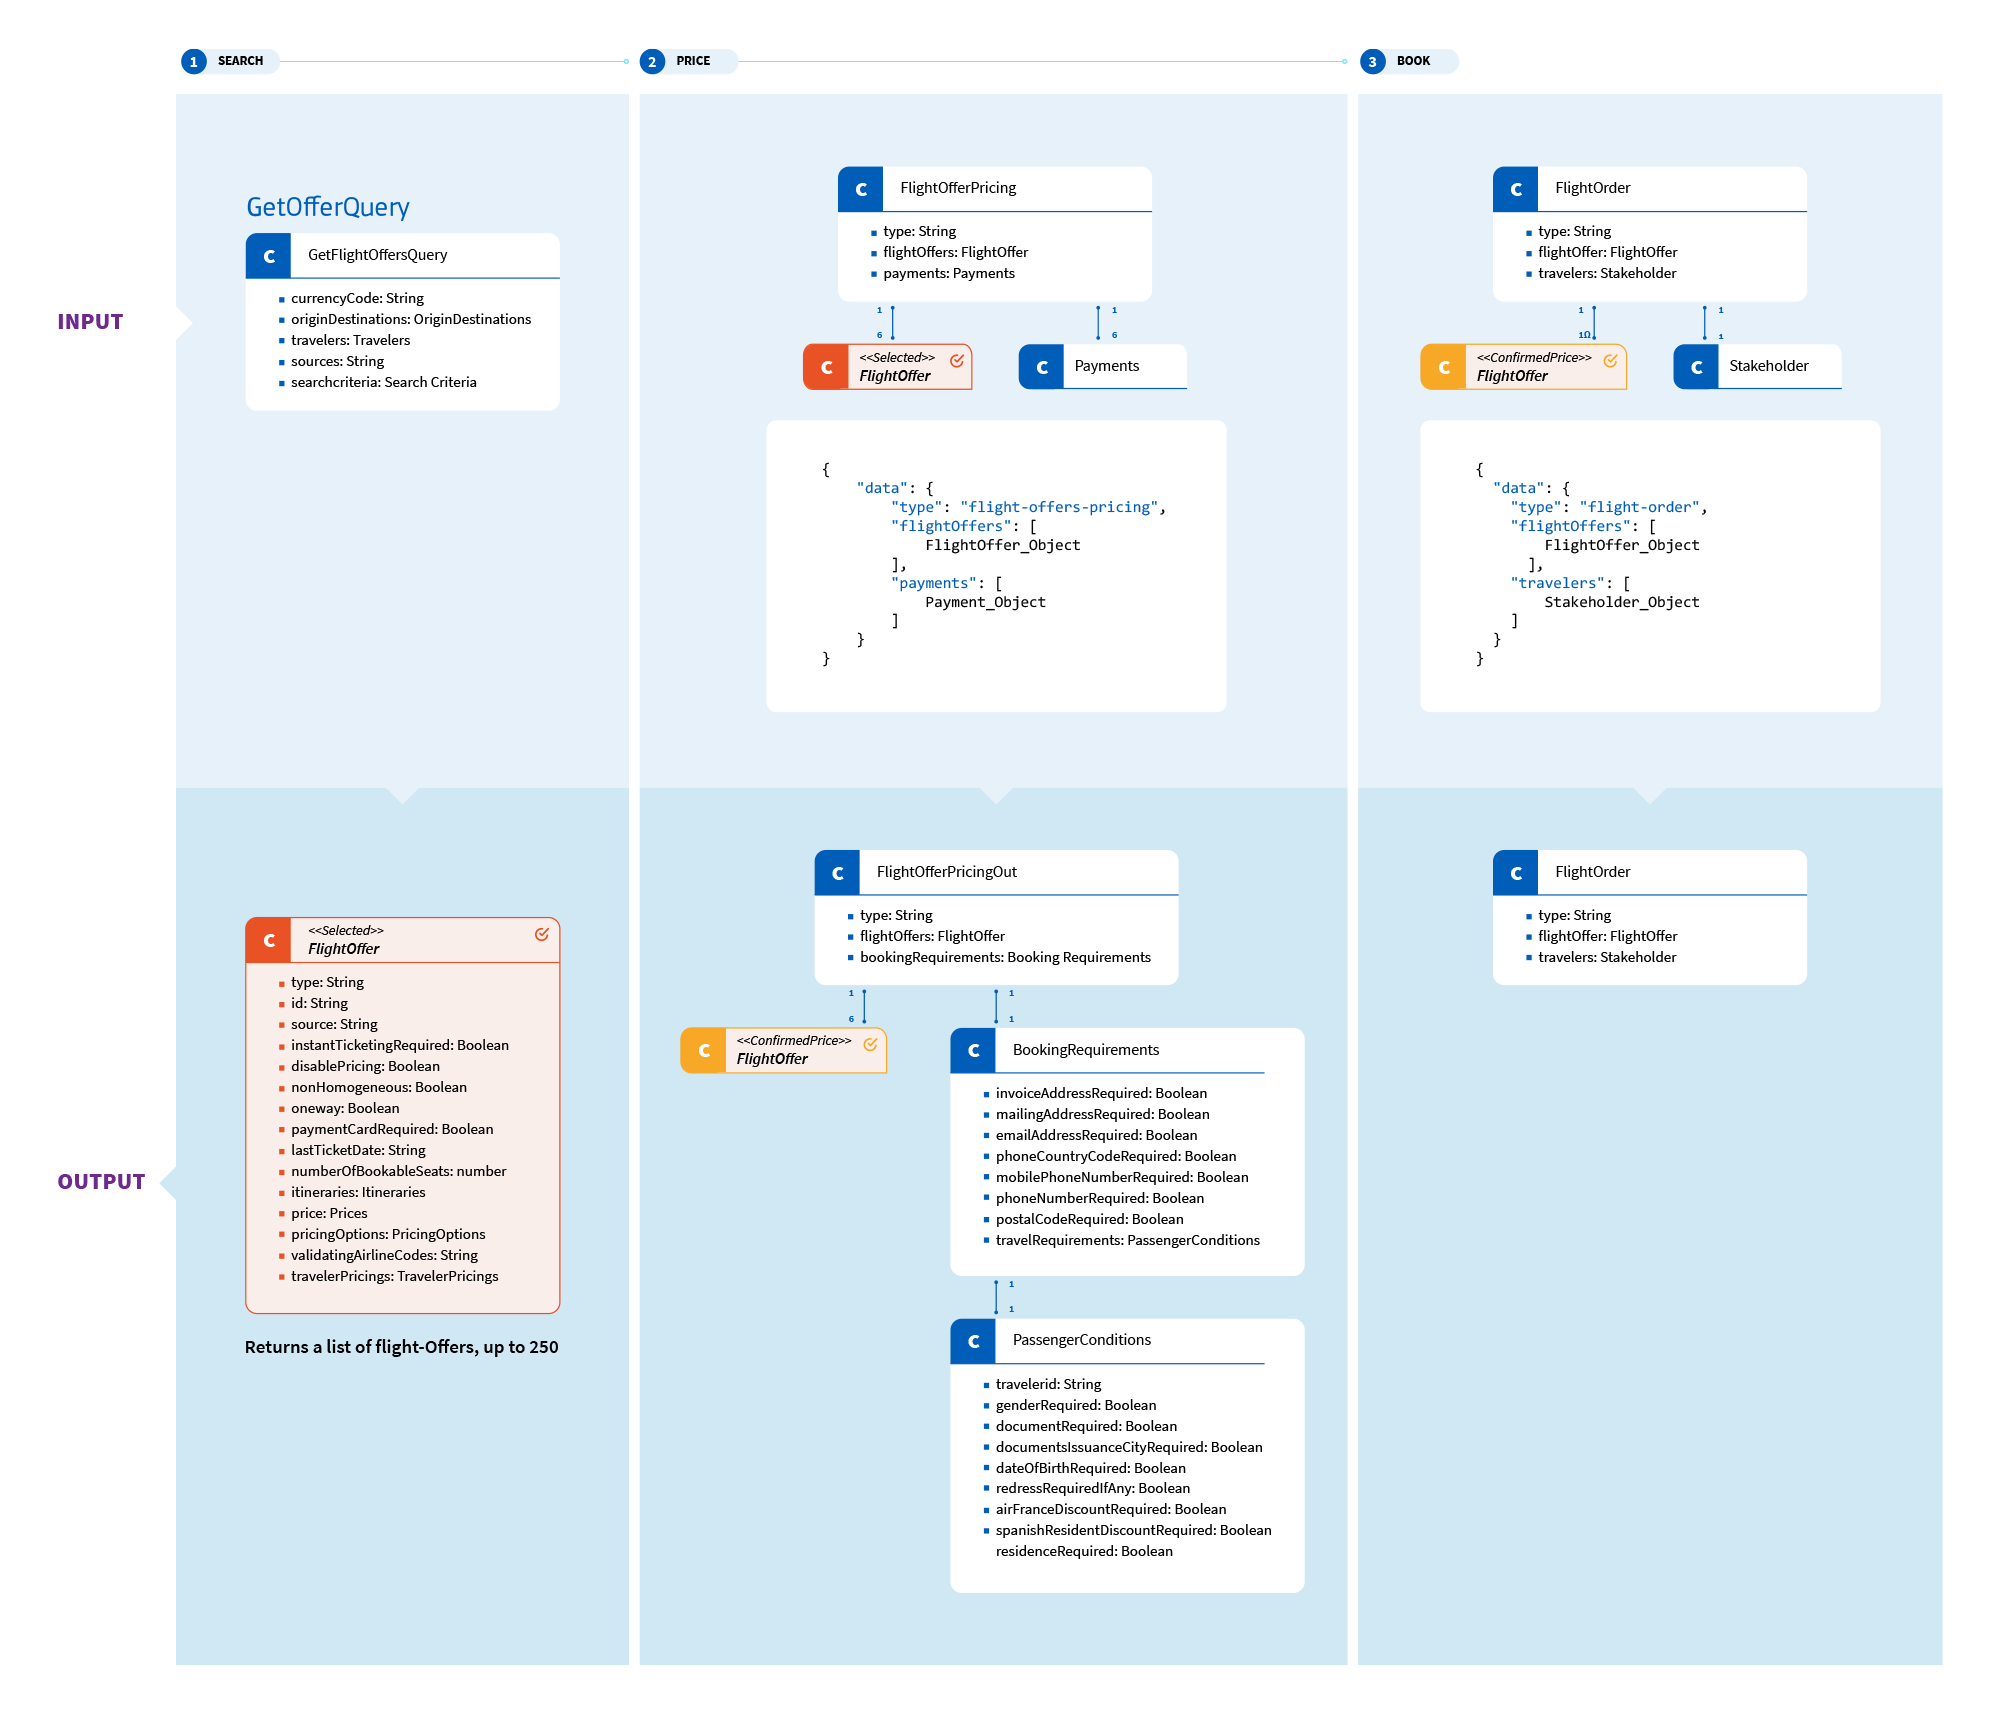 1 SEARCH
2 PRICE
3 BOOK
INPUT
GetOfferQuery
C GetFlightOffersQuery
currencyCode: String
originDestinations: OriginDestinations
travelers: Travelers
sources: String
searchcriteria: Search Criteria
C FlightOfferPricing
type: String
flightOffers: FlightOffer
payments: Payments
1 1
6 6
C <<Selected>>
FlightOffer
C Payments
{
"data": {
"type": "flight-offers-pricing",
"flightOffers": [
FlightOffer_Object
],
"payments": [
Payment_Object
]
}
}
C FlightOrder
type: String
flightOffer: FlightOffer
travelers: Stakeholder
1 1
1Ω 1
C <<ConfirmedPrice>>
FlightOffer
C Stakeholder
{
"data": {
"type": "flight-order",
"flightOffers": [
FlightOffer_Object
],
"travelers": [
Stakeholder_Object
]
}
}
OUTPUT
C <<Selected>>
FlightOffer
type: String
id: String
source: String
instantTicketingRequired: Boolean
disablePricing: Boolean
nonHomogeneous: Boolean
oneway: Boolean
paymentCardRequired: Boolean
lastTicketDate: String
numberOfBookableSeats: number
itineraries: Itineraries
price: Prices
pricingOptions: PricingOptions
validatingAirlineCodes: String
travelerPricings: TravelerPricings
Returns a list of flight-Offers, up to 250
C FlightOfferPricingOut
type: String
flightOffers: FlightOffer
bookingRequirements: Booking Requirements
1 1
6 1
C <<ConfirmedPrice>>
FlightOffer
C BookingRequirements
invoiceAddressRequired: Boolean
mailingAddressRequired: Boolean
emailAddressRequired: Boolean
phoneCountryCodeRequired: Boolean
mobilePhoneNumberRequired: Boolean
phoneNumberRequired: Boolean
postalCodeRequired: Boolean
travelRequirements: PassengerConditions
1
1
C PassengerConditions
travelerid: String
genderRequired: Boolean
documentRequired: Boolean
documentsIssuanceCityRequired: Boolean
dateOfBirthRequired: Boolean
redressRequiredIfAny: Boolean
airFranceDiscountRequired: Boolean
spanishResidentDiscountRequired: Boolean
residenceRequired: Boolean
C FlightOrder
type: String
flightOffer: FlightOffer
travelers: Stakeholder